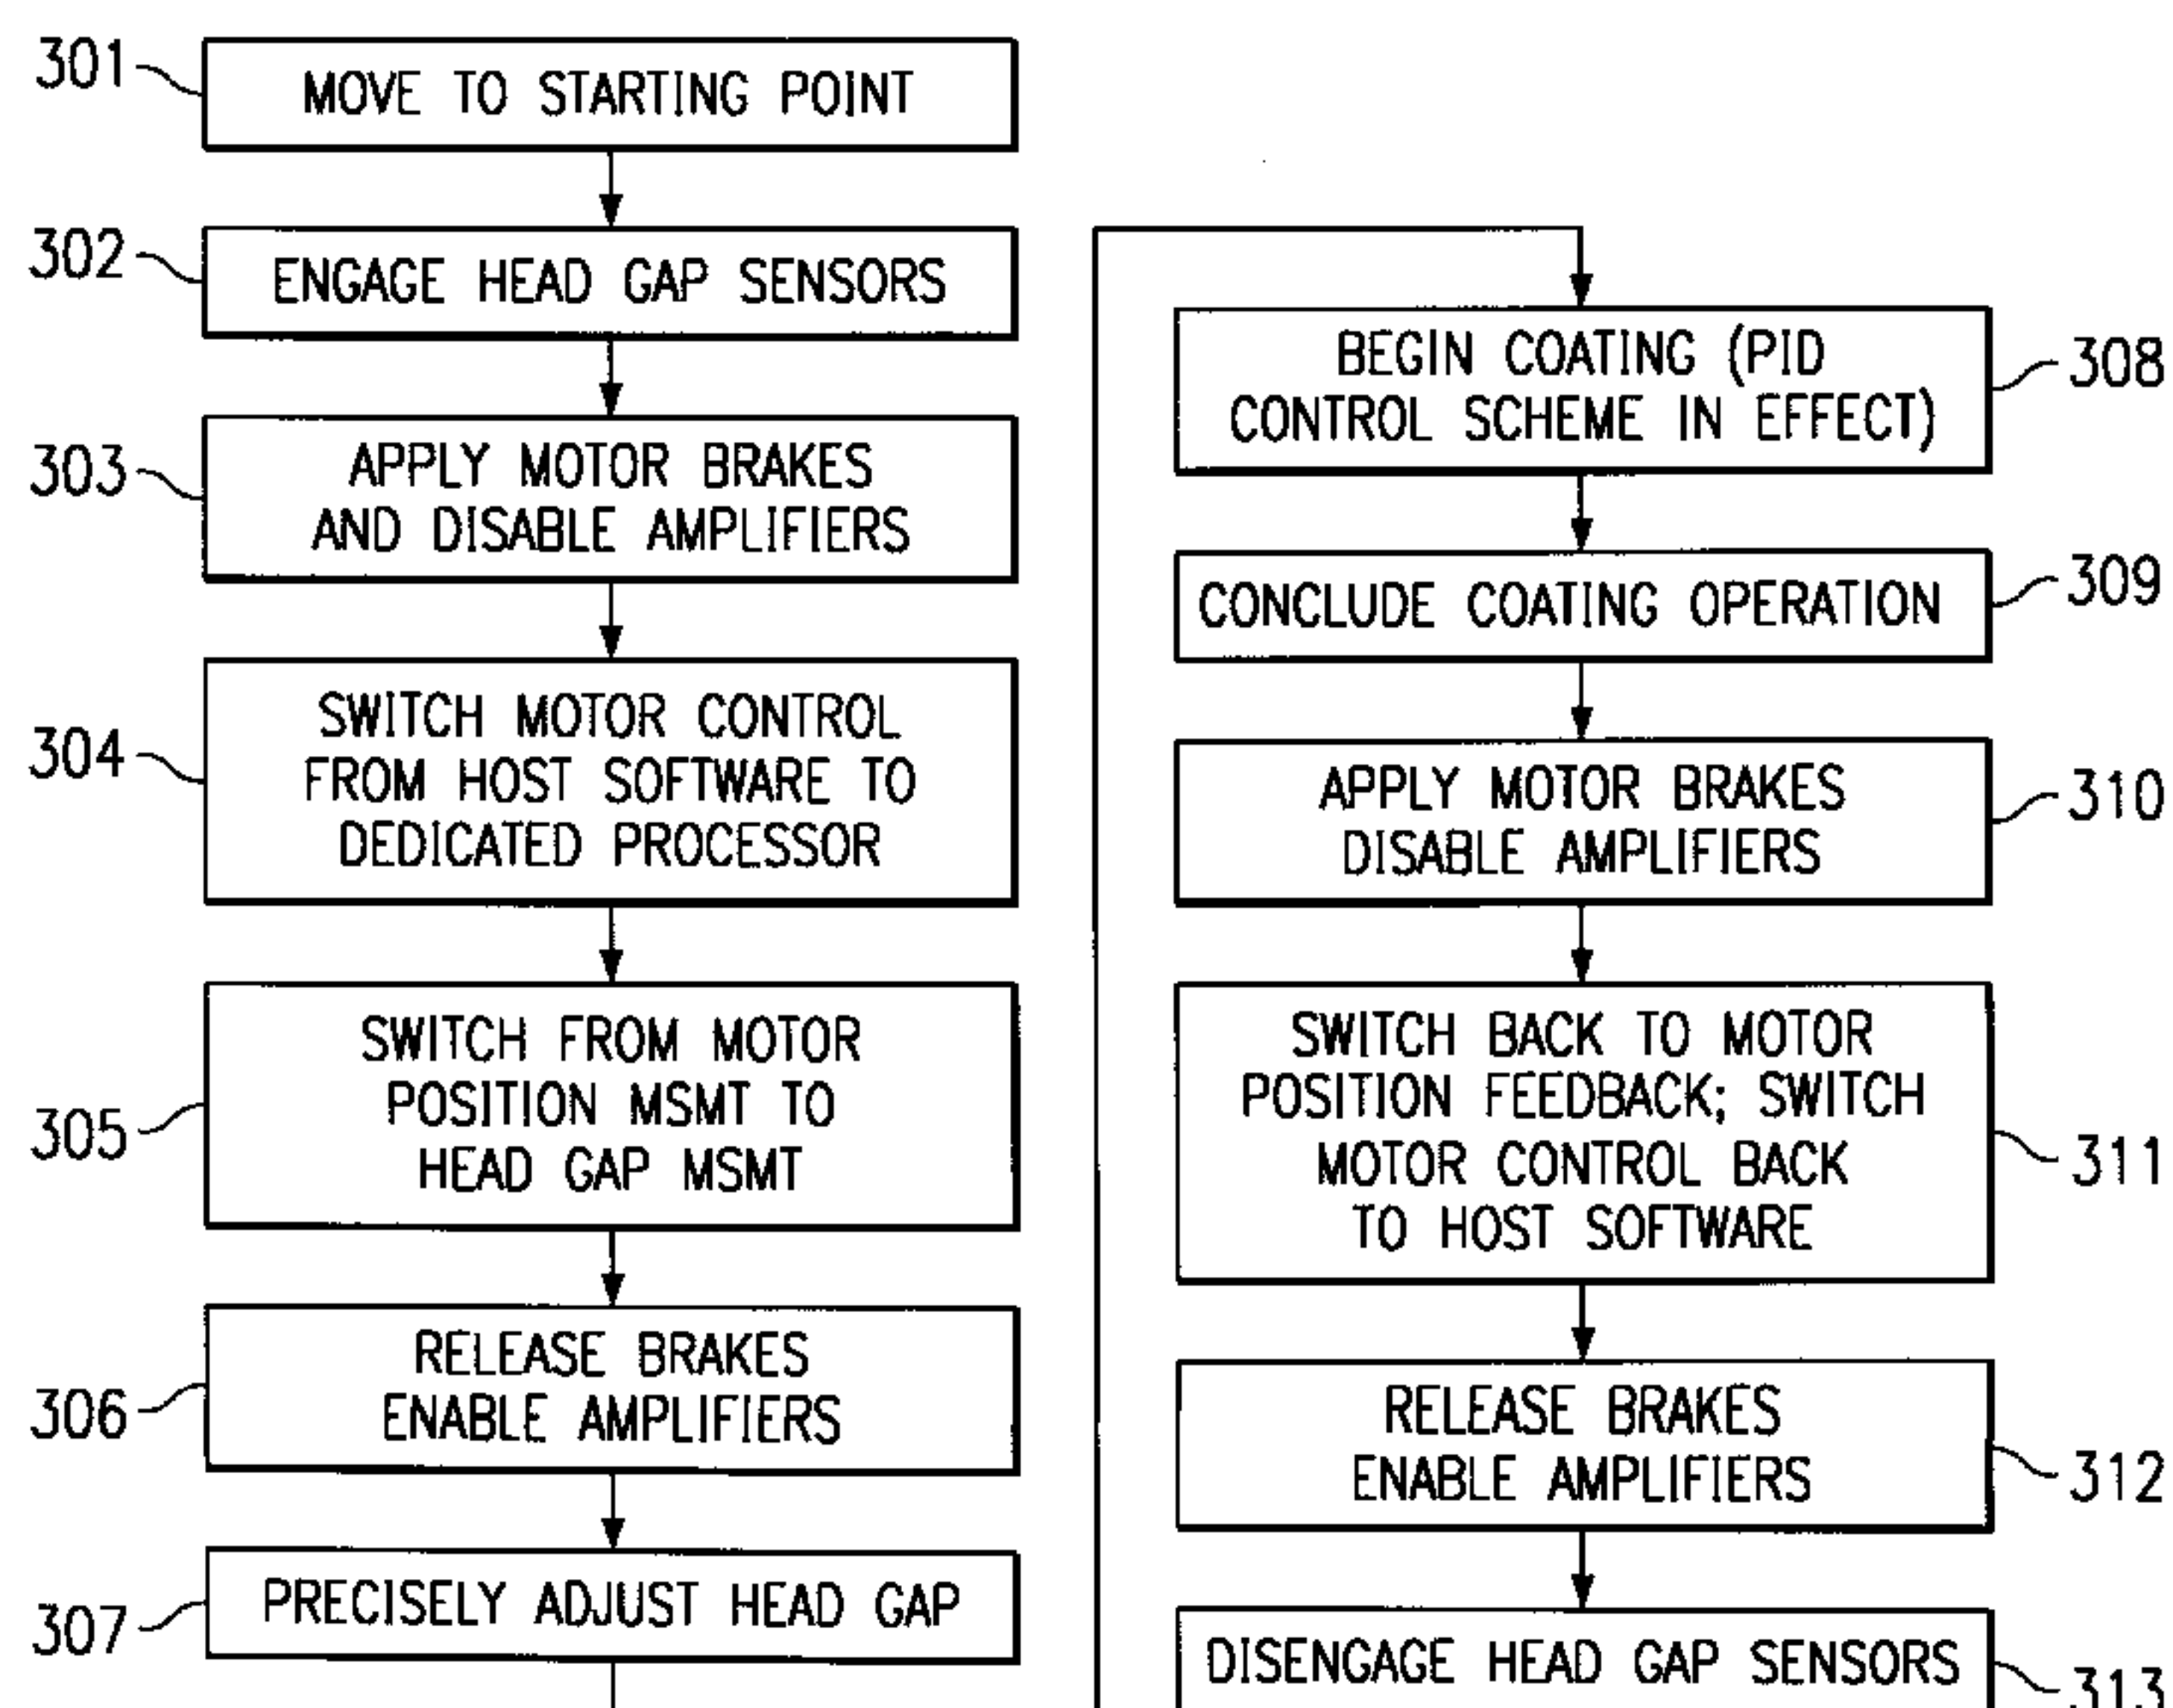 301
MOVE TO STARTING POINT
302
ENGAGE HEAD GAP SENSORS
303
APPLY MOTOR BRAKES
AND DISABLE AMPLIFIERS
304
SWITCH MOTOR CONTROL
FROM HOST SOFTWARE TO
DEDICATED PROCESSOR
305
SWITCH FROM MOTOR
POSITION MSMT TO
HEAD GAP MSMT
306
RELEASE BRAKES
ENABLE AMPLIFIERS
307
PRECISELY ADJUST HEAD GAP
BEGIN COATING (PID
CONTROL SCHEME IN EFFECT)
308
CONCLUDE COATING OPERATION
309
APPLY MOTOR BRAKES
DISABLE AMPLIFIERS
310
SWITCH BACK TO MOTOR
POSITION FEEDBACK; SWITCH
MOTOR CONTROL BACK
TO HOST SOFTWARE
311
RELEASE BRAKES
ENABLE AMPLIFIERS
312
DISENGAGE HEAD GAP SENSORS
313